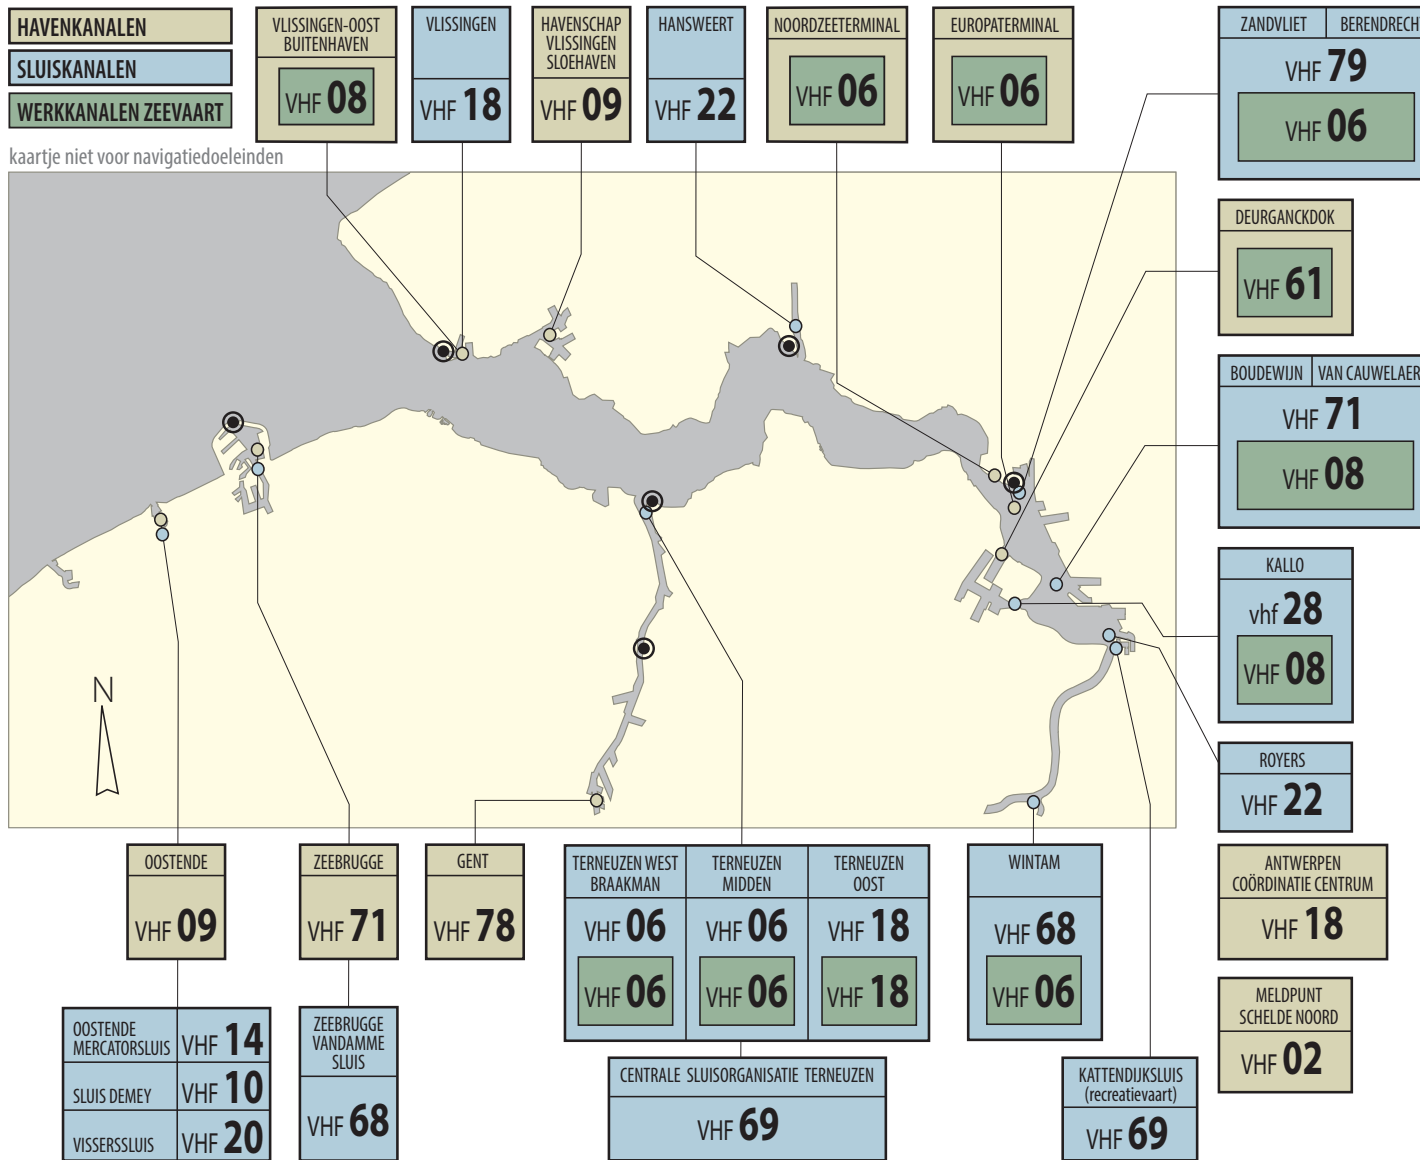 HAVENKANALEN
SLUISKANALEN
WERKKANALEN ZEEVAART
kaartje niet voor navigatiedoeleinden
VLISSINGEN-OOST
BUITENHAVEN
VHF 08
VLISSINGEN
VHF 18
HAVENSCHAP
VLISSINGEN
SLOEHAVEN
VHF 09
HANSWEERT
VHF 22
NOORDZEETERMINAL
VHF 06
EUROPATERMINAL
VHF 06
ZANDVLIET BERENDRECHT
VHF 79
VHF 06
DEURGANCKDOK
VHF 61
BOUDEWIJN VAN CAUWELAER
VHF 71
VHF 08
KALLO
vhf 28
VHF 08
ROYERS
VHF 22
ANTWERPEN
COÖRDINATIE CENTRUM
VHF 18
MELDPUNT
SCHELDE NOORD
VHF 02
N
OOSTENDE
VHF 09
OOSTENDE
MERCATORSLUIS VHF 14
SLUIS DEMEY VHF 10
VISSERSSLUIS VHF 20
ZEEBRUGGE
VHF 71
ZEEBRUGGE
VANDAMME
SLUIS
VHF 68
GENT
VHF 78
TERNEUZEN WEST
BRAAKMAN
VHF 06
VHF 06
TERNEUZEN
MIDDEN
VHF 06
VHF 06
TERNEUZEN
OOST
VHF 18
VHF 18
CENTRALE SLUISORGANISATIE TERNEUZEN
VHF 69
WINTAM
VHF 68
VHF 06
KATTENDIJKSLUIS
(recreatievaart)
VHF 69